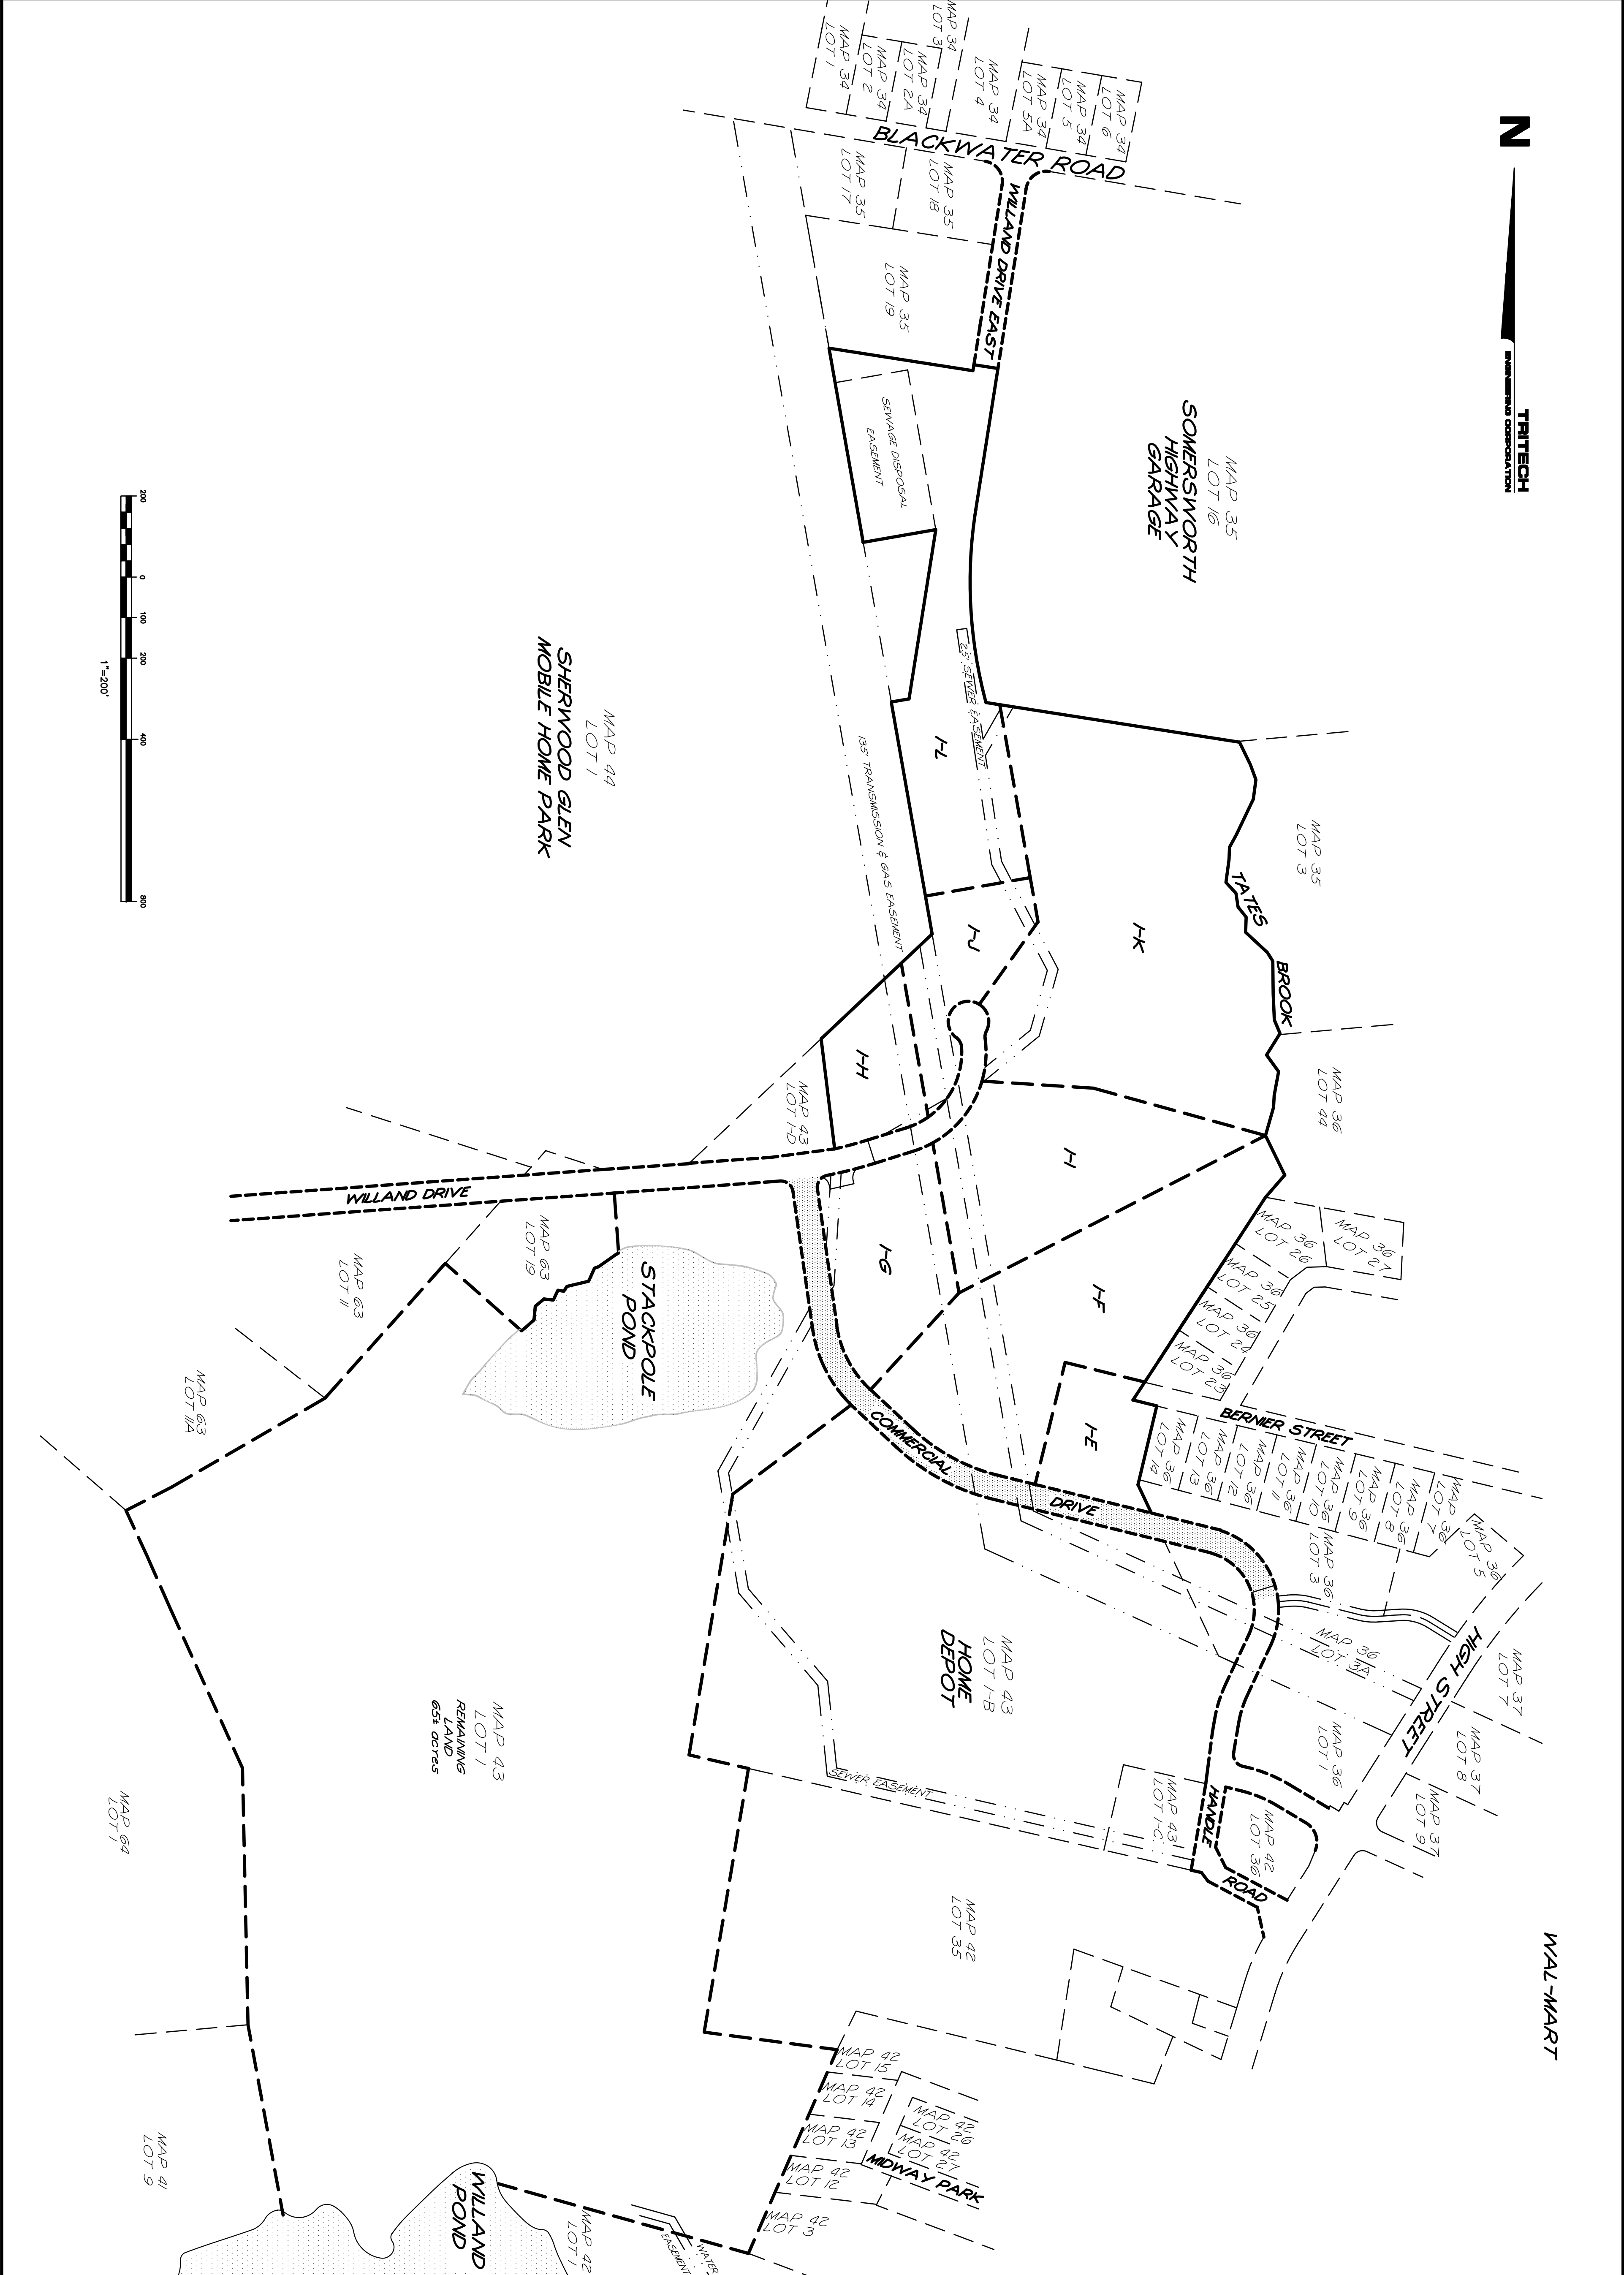 MAP 34
LOT 3
MAP 34
LOT 1
MAP 34
LOT 2
MAP 34
LOT 2A
MAP 34
LOT 4
MAP 34
LOT 5A
MAP 34
LOT 5
MAP 34
LOT 6
BLACKWATER ROAD
N
TRITECH
ENGINEERING CORPORATION
MAP 35
LOT 17
MAP 35
LOT 18
WILLAND DRIVE EAST
MAP 35
LOT 19
MAP 35
LOT 16
SOMERSWORTH
HIGHWAY
GARAGE
SEWAGE DISPOSAL
EASEMENT
200
0
100
200
400
800
1"=200'
MAP 44
LOT 1
SHERWOOD GLEN
MOBILE HOME PARK
25' SEWER EASEMENT
135' TRANSMISSION & GAS EASEMENT
1-L
1-J
1-K
1-H
1-I
1-G
1-F
1-E
MAP 35
LOT 3
TATES
BROOK
MAP 36
LOT 44
MAP 43
LOT 1-D
WILLAND DRIVE
MAP 63
LOT 19
MAP 63
LOT 11
MAP 63
LOT 11A
STACKPOLE
POND
COMMERCIAL
DRIVE
MAP 36
LOT 27
MAP 36
LOT 26
MAP 36
LOT 25
MAP 36
LOT 24
MAP 36
LOT 23
BERNIER STREET
MAP 36
LOT 14
MAP 36
LOT 13
MAP 36
LOT 12
MAP 36
LOT 11
MAP 36
LOT 10
MAP 36
LOT 9
MAP 36
LOT 8
MAP 36
LOT 7
MAP 36
LOT 5
MAP 36
LOT 3
MAP 36
LOT 3A
HIGH STREET
MAP 37
LOT 7
MAP 37
LOT 8
MAP 37
LOT 9
MAP 36
LOT 1
MAP 43
LOT 1-B
HOME
DEPOT
SEWER EASEMENT
MAP 43
LOT 1-C
HANDLE
ROAD
MAP 42
LOT 36
MAP 42
LOT 35
WAL-MART
MAP 43
LOT 1
REMAINING
LAND
65± acres
MAP 64
LOT 1
MAP 41
LOT 9
MAP 42
LOT 15
MAP 42
LOT 14
MAP 42
LOT 13
MAP 42
LOT 12
MAP 42
LOT 3
MAP 42
LOT 26
MAP 42
LOT 27
MIDWAY PARK
WILLAND
POND
MAP 42
LOT 1
WATER
EASEMENT